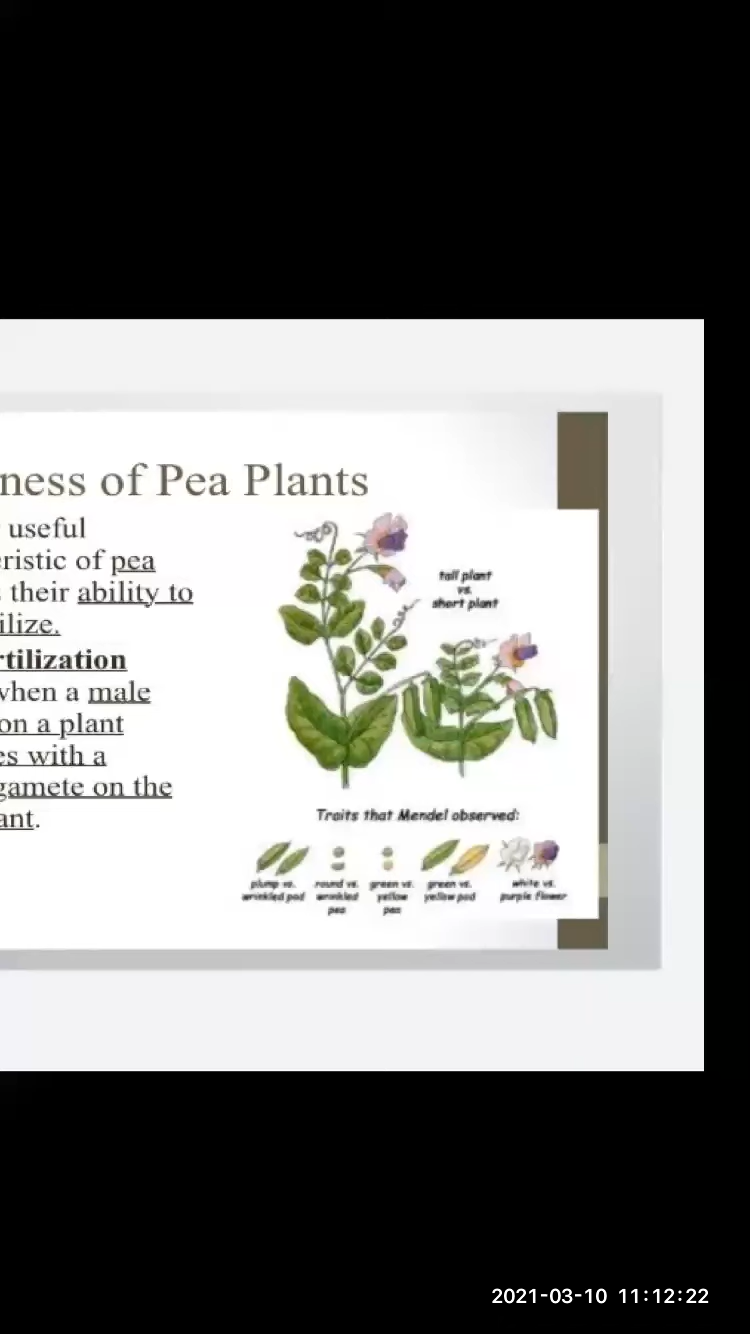 ness of Pea Plants
useful
eristic of pea
their ability to
ilize.
rtilization
when a male
on a plant
es with a
gamete on the
ant.
tall plant
vs.
short plant
Traits that Mendel observed:
plump vs.
wrinkled pod
round vs.
wrinkled
pea
green vs.
yellow
pea
green vs.
yellow pod
white vs.
purple flower
2021-03-10 11:12:22